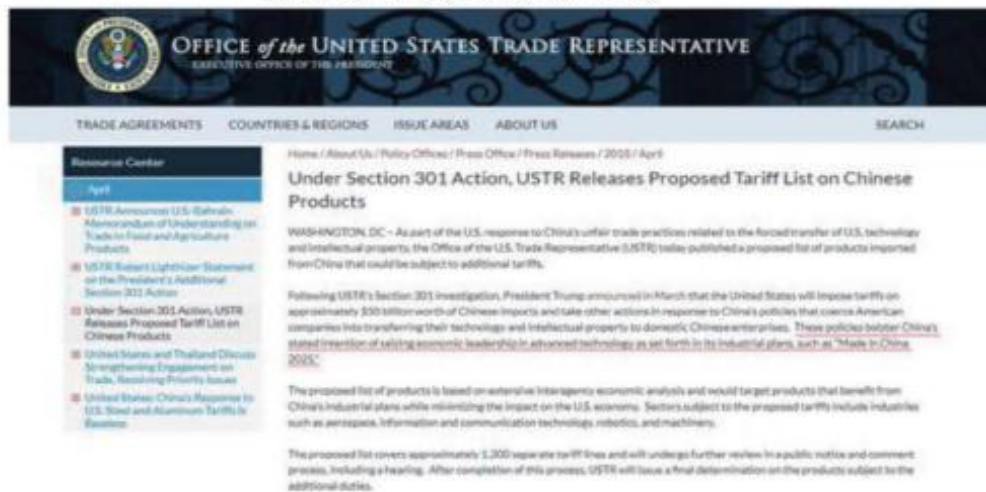 OFFICE of the UNITED STATES TRADE REPRESENTATIVE
EXECUTIVE OFFICE OF THE PRESIDENT
TRADE AGREEMENTS COUNTRIES & REGIONS ISSUE AREAS ABOUT US SEARCH
Resource Center
April
USTR Announces U.S.-Bahrain
Memorandum of Understanding on
Trade in Food and Agriculture
Products
USTR Robert Lighthizer Statement
on the President's Additional
Section 301 Action
Under Section 301 Action, USTR
Releases Proposed Tariff List on
Chinese Products
United States and Thailand Discuss
Strengthening Engagement on
Trade, Resolving Priority Issues
United States: China's Response to
U.S. Steel and Aluminum Tariffs Is
Baseless
Home / About Us / Policy Offices / Press Office / Press Releases / 2018 / April
Under Section 301 Action, USTR Releases Proposed Tariff List on Chinese
Products
WASHINGTON, DC – As part of the U.S. response to China's unfair trade practices related to the forced transfer of U.S. technology
and intellectual property, the Office of the U.S. Trade Representative (USTR) today published a proposed list of products imported
from China that could be subject to additional tariffs.
Following USTR's Section 301 investigation, President Trump announced in March that the United States will impose tariffs on
approximately $50 billion worth of Chinese imports and take other actions in response to China's policies that coerce American
companies into transferring their technology and intellectual property to domestic Chinese enterprises. These policies bolster China's
stated intention of seizing economic leadership in advanced technology as set forth in its industrial plans, such as "Made in China
2025."
The proposed list of products is based on extensive interagency economic analysis and would target products that benefit from
China's industrial plans while minimizing the impact on the U.S. economy. Sectors subject to the proposed tariffs include industries
such as aerospace, information and communication technology, robotics, and machinery.
The proposed list covers approximately 1,300 separate tariff lines and will undergo further review in a public notice and comment
process, including a hearing. After completion of this process, USTR will issue a final determination on the products subject to the
additional duties.